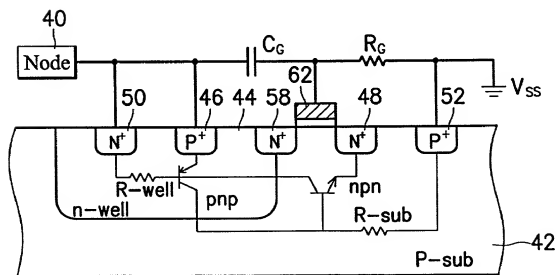 40
Node
C_G
R_G
62
V_SS
50
46
44
58
48
52
N⁺
P⁺
N⁺
N⁺
P⁺
R-well
pnp
npn
n-well
R-sub
P-sub
42